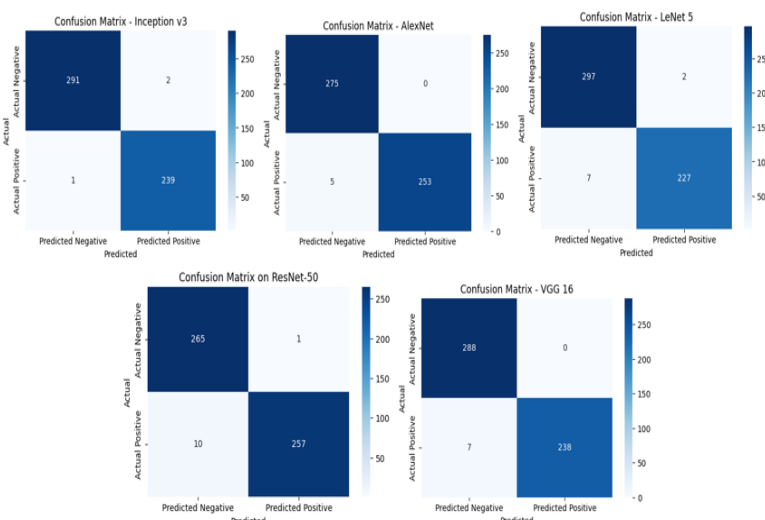 Confusion Matrix - Inception v3
Actual
Actual Negative
Actual Positive
291
2
1
239
Predicted Negative
Predicted Positive
Predicted
250
200
150
100
50
Confusion Matrix - AlexNet
Actual
Actual Negative
Actual Positive
275
0
5
253
Predicted Negative
Predicted Positive
Predicted
250
200
150
100
50
0
Confusion Matrix - LeNet 5
Actual
Actual Negative
Actual Positive
297
2
7
227
Predicted Negative
Predicted Positive
Predicted
Confusion Matrix on ResNet-50
Actual
Actual Negative
Actual Positive
265
1
10
257
Predicted Negative
Predicted Positive
250
200
150
100
50
Confusion Matrix - VGG 16
Actual
Actual Negative
Actual Positive
288
0
7
238
Predicted Negative
Predicted Positive
Predicted
250
200
150
100
50
0